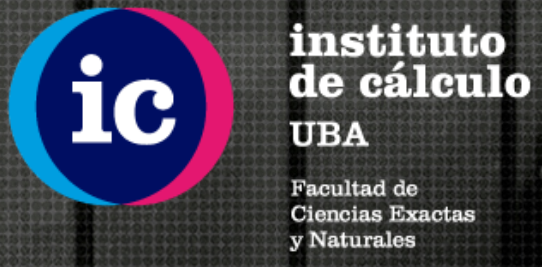 ic
instituto
de cálculo
UBA
Facultad de
Ciencias Exactas
y Naturales